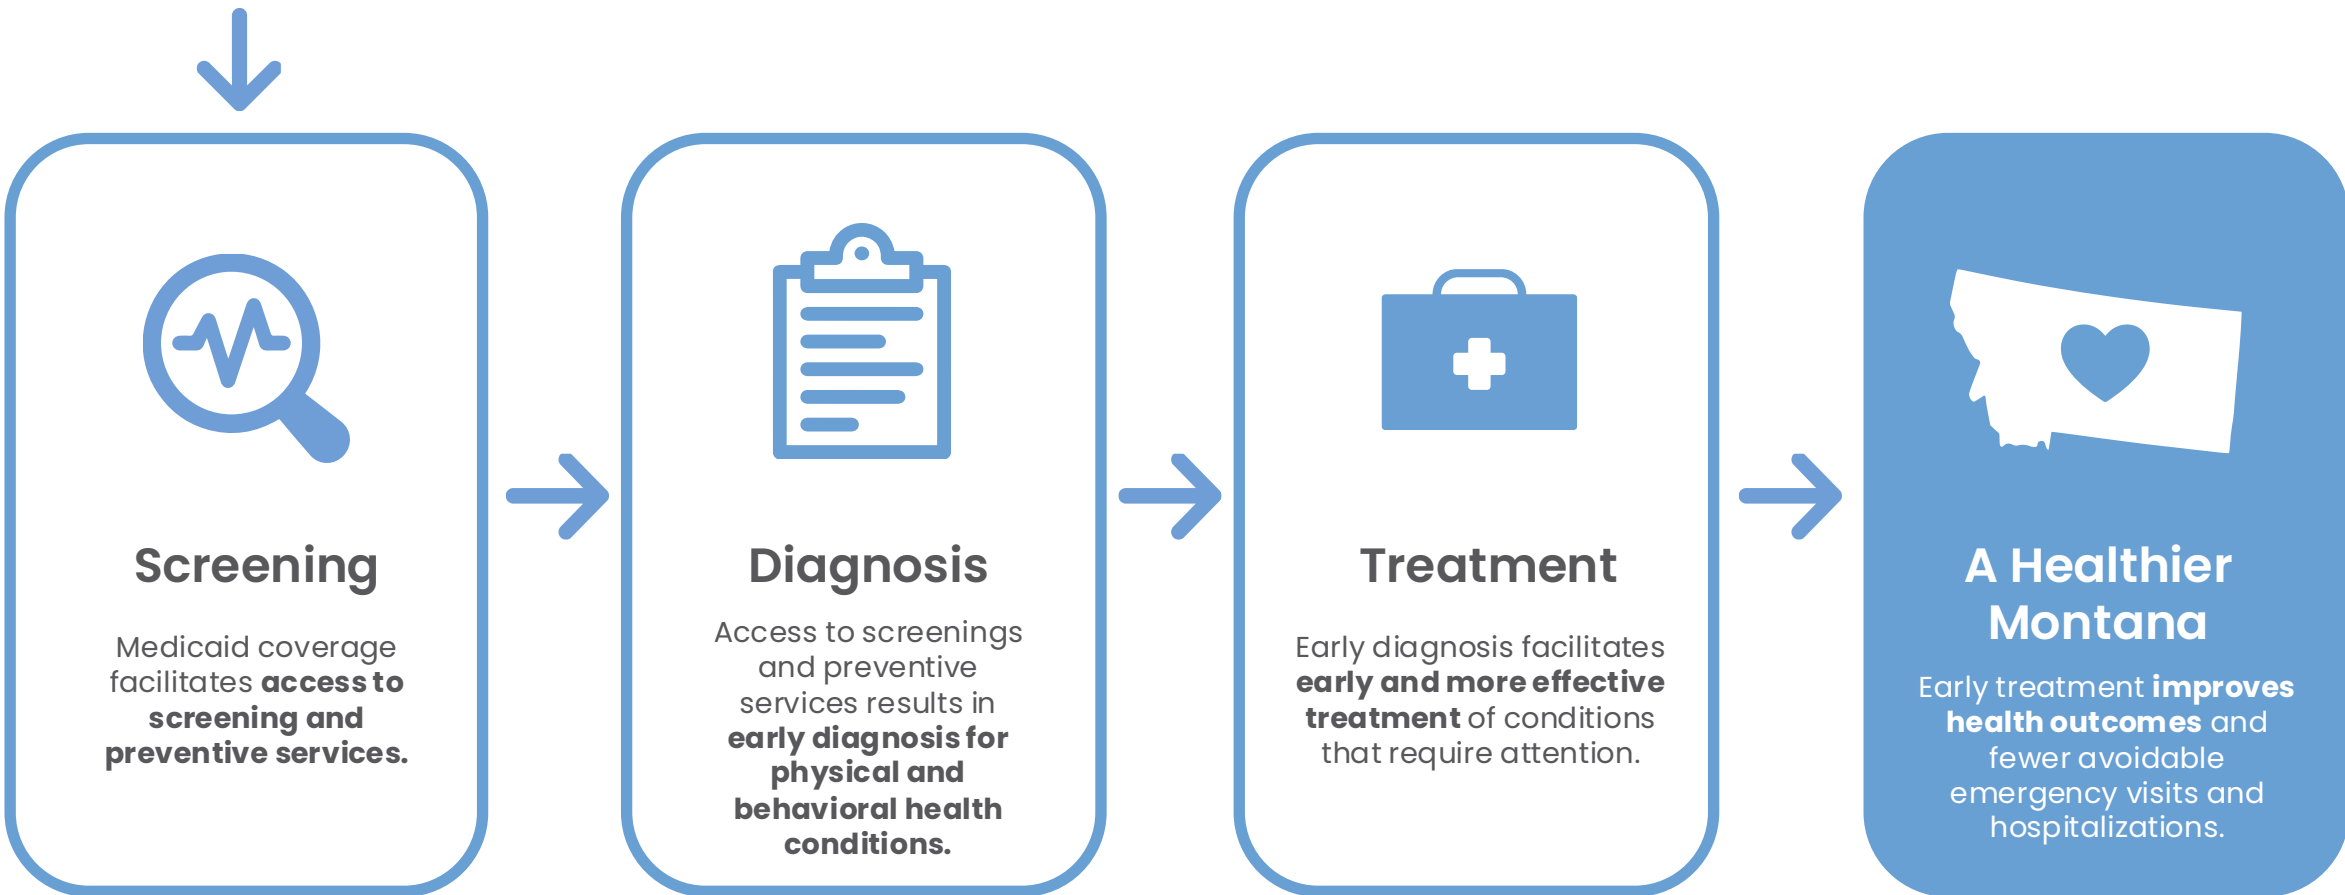 Screening
Medicaid coverage
facilitates access to
screening and
preventive services.
Diagnosis
Access to screenings
and preventive
services results in
early diagnosis for
physical and
behavioral health
conditions.
Treatment
Early diagnosis facilitates
early and more effective
treatment of conditions
that require attention.
A Healthier
Montana
Early treatment improves
health outcomes and
fewer avoidable
emergency visits and
hospitalizations.